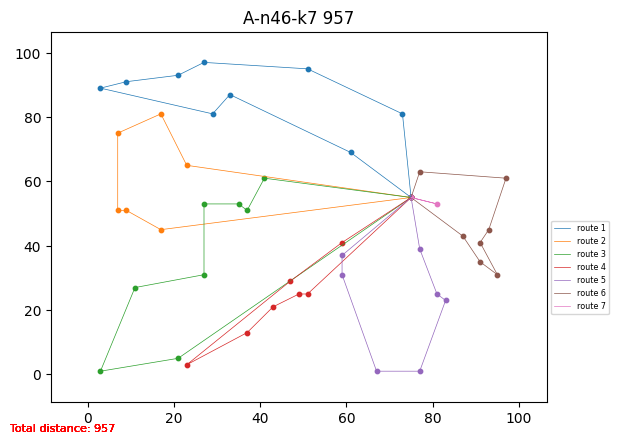 A-n46-k7 957
100
80
60
40
20
0
0 20 40 60 80 100
route 1
route 2
route 3
route 4
route 5
route 6
route 7
Total distance: 957